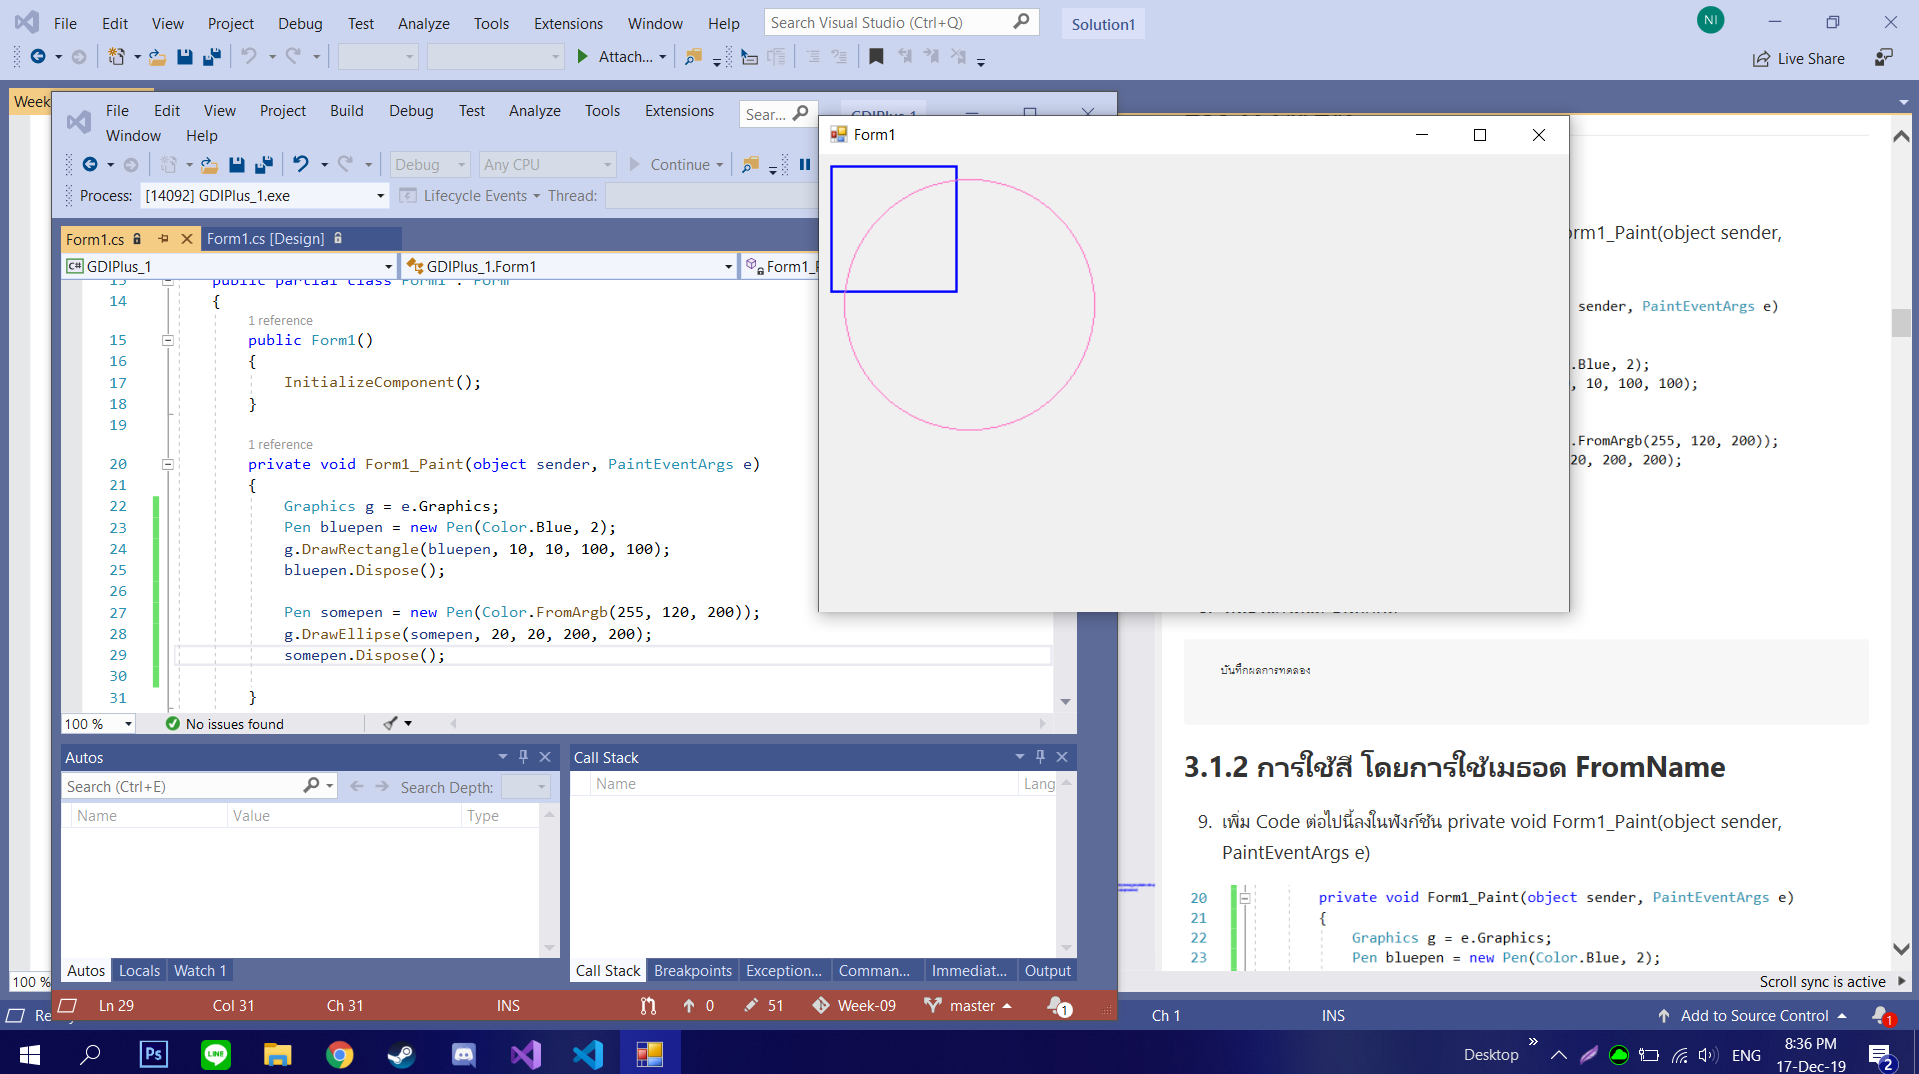 File Edit View Project Debug Test Analyze Tools Extensions Window Help Search Visual Studio (Ctrl+Q) Solution1 NI
Attach... Live Share
Week
File Edit View Project Build Debug Test Analyze Tools Extensions Sear... GDIPlus_1
Window Help
Debug Any CPU Continue
Process: [14092] GDIPlus_1.exe Lifecycle Events Thread:
Form1.cs Form1.cs [Design]
C# GDIPlus_1 GDIPlus_1.Form1 Form1_P
13 public partial class Form1 : Form
14 {
1 reference
15 public Form1()
16 {
17 InitializeComponent();
18 }
19
1 reference
20 private void Form1_Paint(object sender, PaintEventArgs e)
21 {
22 Graphics g = e.Graphics;
23 Pen bluepen = new Pen(Color.Blue, 2);
24 g.DrawRectangle(bluepen, 10, 10, 100, 100);
25 bluepen.Dispose();
26
27 Pen somepen = new Pen(Color.FromArgb(255, 120, 200));
28 g.DrawEllipse(somepen, 20, 20, 200, 200);
29 somepen.Dispose();
30
31 }
100 % No issues found
Autos
Search (Ctrl+E) Search Depth:
Name Value Type
Autos Locals Watch 1
Call Stack
Name Lang
Call Stack Breakpoints Exception... Comman... Immediat... Output
Ln 29 Col 31 Ch 31 INS 0 51 Week-09 master 1
Form1
orm1_Paint(object sender,
sender, PaintEventArgs e)
.Blue, 2);
, 10, 100, 100);
.FromArgb(255, 120, 200));
20, 200, 200);
บันทึกผลการทดลอง
3.1.2 การใช้สี โดยการใช้เมธอด FromName
9. เพิ่ม Code ต่อไปนี้ลงในฟังก์ชัน private void Form1_Paint(object sender,
PaintEventArgs e)
20 private void Form1_Paint(object sender, PaintEventArgs e)
21 {
22 Graphics g = e.Graphics;
23 Pen bluepen = new Pen(Color.Blue, 2);
100 % Scroll sync is active
Re Ch 1 INS Add to Source Control 1
Ps LINE Desktop ENG 8:36 PM
17-Dec-19 2